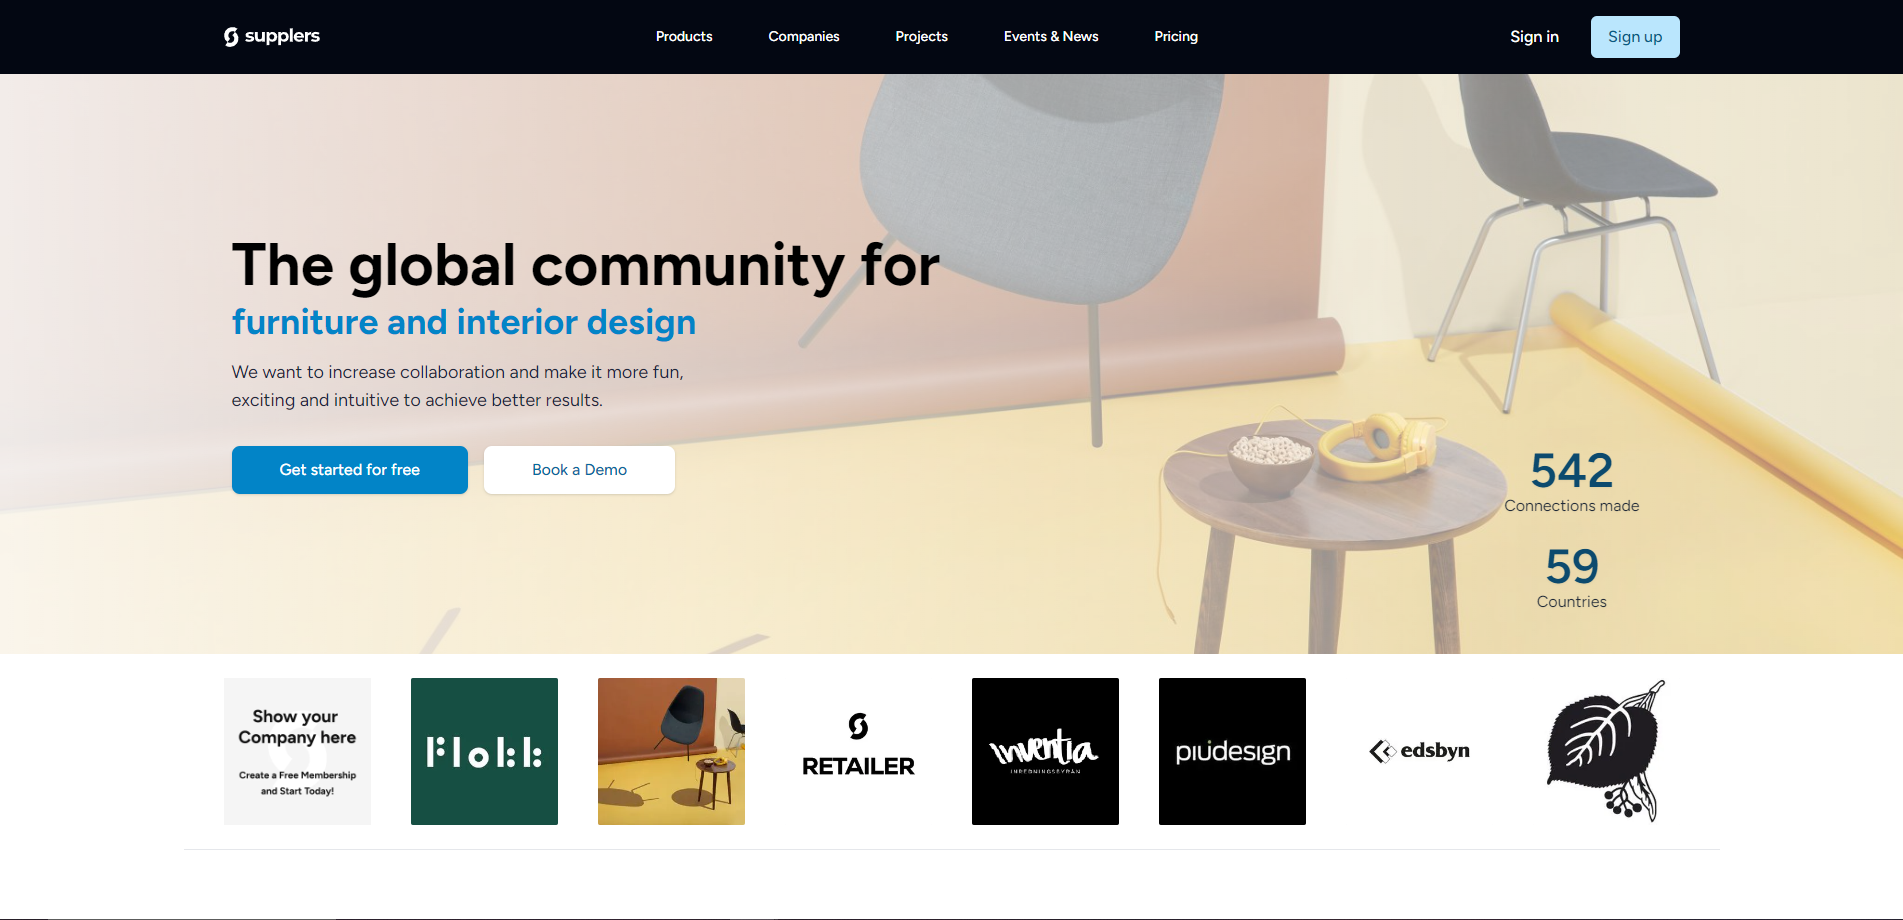 supplers
Products
Companies
Projects
Events & News
Pricing
Sign in
Sign up
The global community for
furniture and interior design
We want to increase collaboration and make it more fun,
exciting and intuitive to achieve better results.
Get started for free
Book a Demo
542
Connections made
59
Countries
Show your
Company here
Create a Free Membership
and Start Today!
Flokk
RETAILER
inventia
INREDNINGSBYRÅN
piudesign
edsbyn